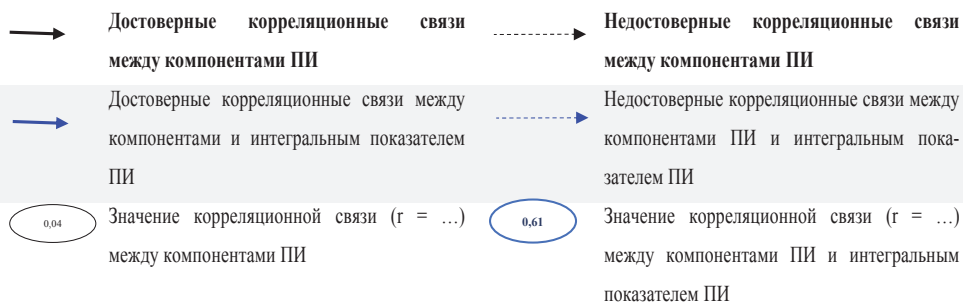 Достоверные корреляционные связи
между компонентами ПИ
Недостоверные корреляционные связи
между компонентами ПИ
Достоверные корреляционные связи между
компонентами и интегральным показателем
ПИ
Недостоверные корреляционные связи между
компонентами ПИ и интегральным пока-
зателем ПИ
0,04
Значение корреляционной связи (r = …)
между компонентами ПИ
0,61
Значение корреляционной связи (r = …)
между компонентами ПИ и интегральным
показателем ПИ